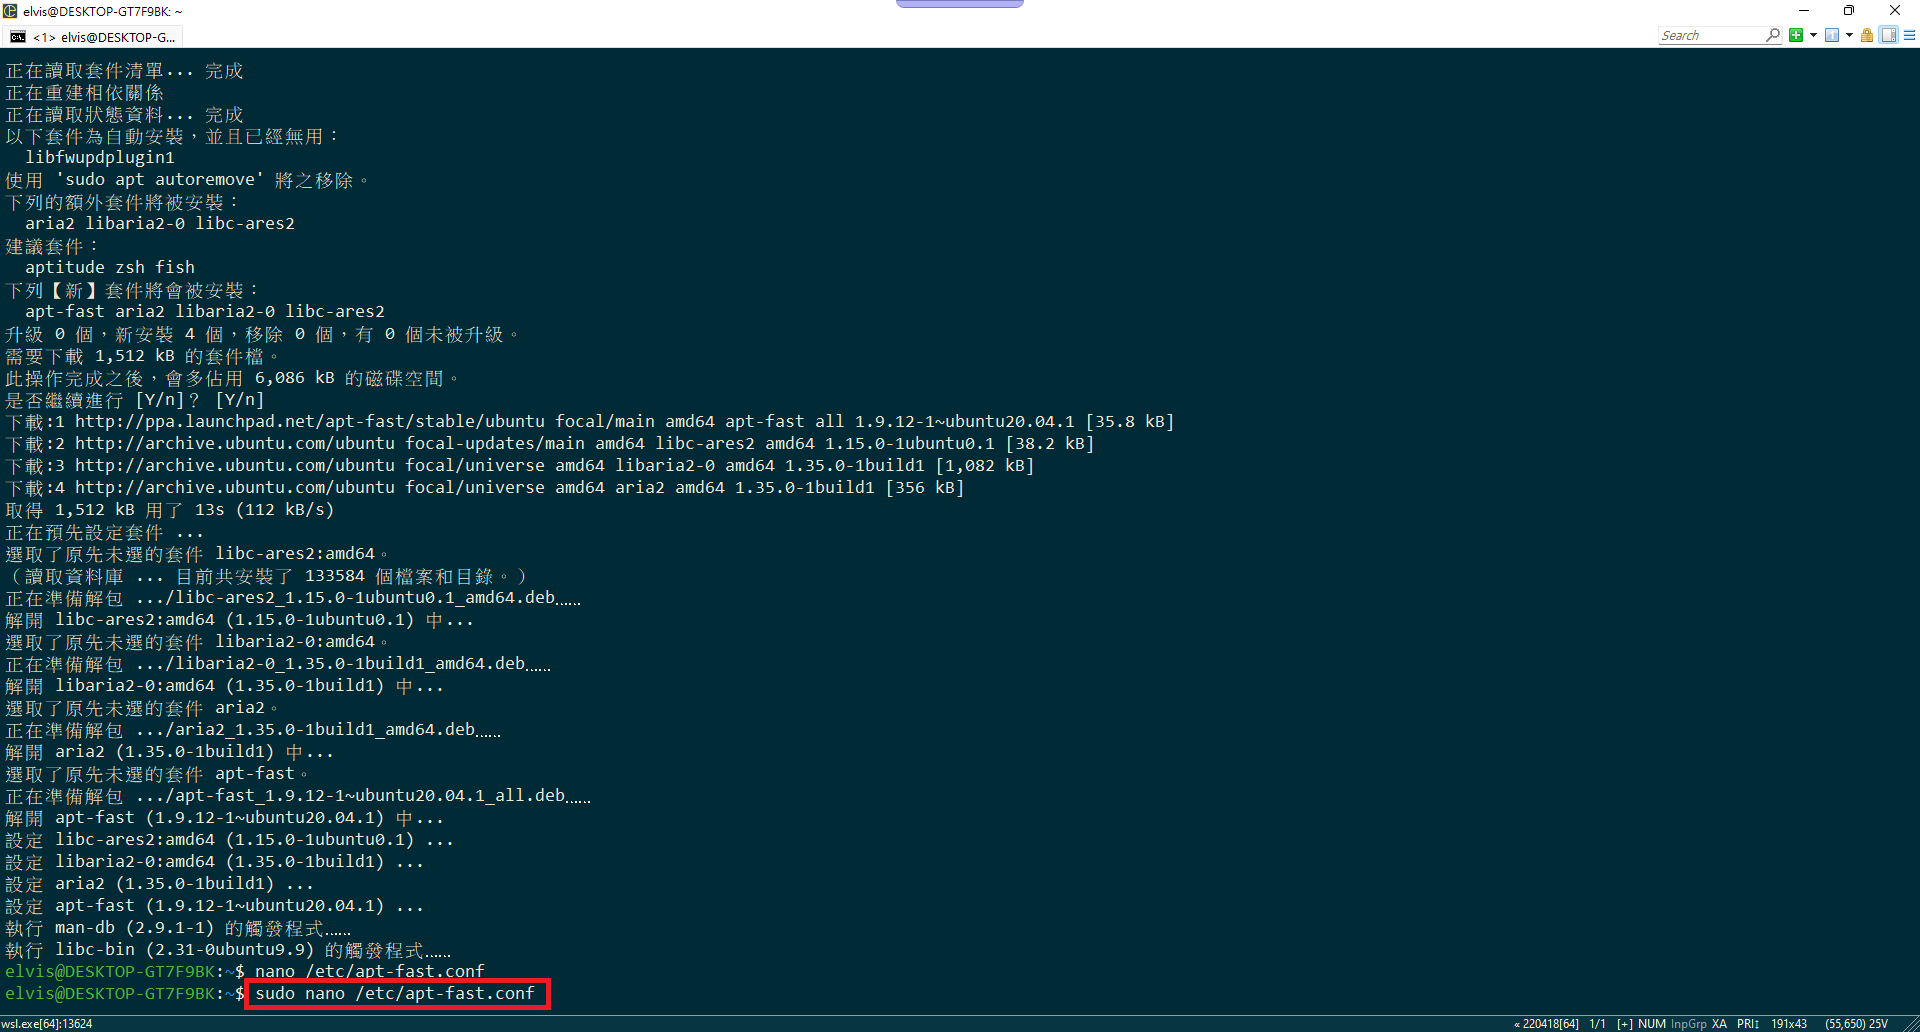 elvis@DESKTOP-GT7F9BK: ~
<1> elvis@DESKTOP-G...
Search
正在讀取套件清單... 完成
正在重建相依關係
正在讀取狀態資料... 完成
以下套件為自動安裝，並且已經無用：
  libfwupdplugin1
使用 'sudo apt autoremove' 將之移除。
下列的額外套件將被安裝：
  aria2 libaria2-0 libc-ares2
建議套件：
  aptitude zsh fish
下列【新】套件將會被安裝：
  apt-fast aria2 libaria2-0 libc-ares2
升級 0 個，新安裝 4 個，移除 0 個，有 0 個未被升級。
需要下載 1,512 kB 的套件檔。
此操作完成之後，會多佔用 6,086 kB 的磁碟空間。
是否繼續進行 [Y/n]？ [Y/n]
下載:1 http://ppa.launchpad.net/apt-fast/stable/ubuntu focal/main amd64 apt-fast all 1.9.12-1~ubuntu20.04.1 [35.8 kB]
下載:2 http://archive.ubuntu.com/ubuntu focal-updates/main amd64 libc-ares2 amd64 1.15.0-1ubuntu0.1 [38.2 kB]
下載:3 http://archive.ubuntu.com/ubuntu focal/universe amd64 libaria2-0 amd64 1.35.0-1build1 [1,082 kB]
下載:4 http://archive.ubuntu.com/ubuntu focal/universe amd64 aria2 amd64 1.35.0-1build1 [356 kB]
取得 1,512 kB 用了 13s (112 kB/s)
正在預先設定套件 ...
選取了原先未選的套件 libc-ares2:amd64。
（讀取資料庫 ... 目前共安裝了 133584 個檔案和目錄。）
正在準備解包 .../libc-ares2_1.15.0-1ubuntu0.1_amd64.deb……
解開 libc-ares2:amd64 (1.15.0-1ubuntu0.1) 中...
選取了原先未選的套件 libaria2-0:amd64。
正在準備解包 .../libaria2-0_1.35.0-1build1_amd64.deb……
解開 libaria2-0:amd64 (1.35.0-1build1) 中...
選取了原先未選的套件 aria2。
正在準備解包 .../aria2_1.35.0-1build1_amd64.deb……
解開 aria2 (1.35.0-1build1) 中...
選取了原先未選的套件 apt-fast。
正在準備解包 .../apt-fast_1.9.12-1~ubuntu20.04.1_all.deb……
解開 apt-fast (1.9.12-1~ubuntu20.04.1) 中...
設定 libc-ares2:amd64 (1.15.0-1ubuntu0.1) ...
設定 libaria2-0:amd64 (1.35.0-1build1) ...
設定 aria2 (1.35.0-1build1) ...
設定 apt-fast (1.9.12-1~ubuntu20.04.1) ...
執行 man-db (2.9.1-1) 的觸發程式……
執行 libc-bin (2.31-0ubuntu9.9) 的觸發程式……
elvis@DESKTOP-GT7F9BK:~$ nano /etc/apt-fast.conf
elvis@DESKTOP-GT7F9BK:~$ sudo nano /etc/apt-fast.conf
wsl.exe[64]:13624 « 220418[64] 1/1 [+] NUM InpGrp XA PRI↕ 191x43 (55,650) 25V